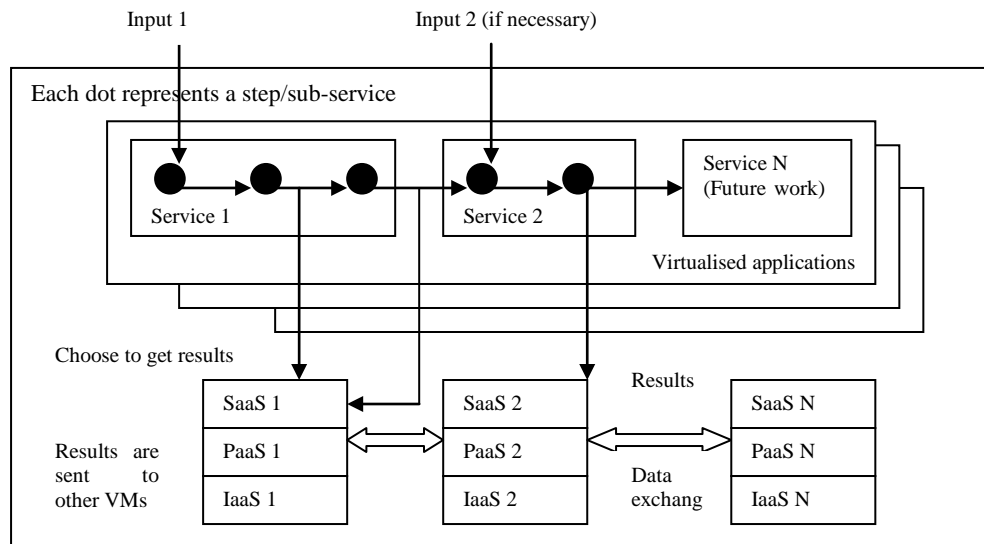 Input 1
Input 2 (if necessary)
Each dot represents a step/sub-service
Service 1
Service 2
Service N
(Future work)
Virtualised applications
Choose to get results
Results are
sent to
other VMs
SaaS 1
PaaS 1
IaaS 1
SaaS 2
PaaS 2
IaaS 2
Results
Data
exchang
SaaS N
PaaS N
IaaS N